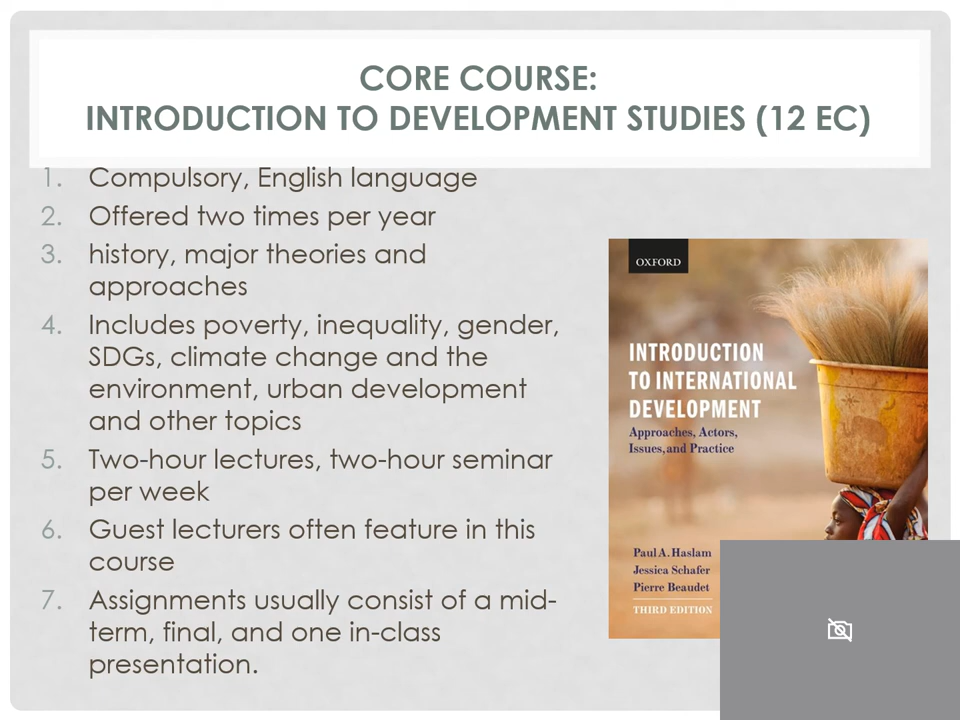 CORE COURSE:
INTRODUCTION TO DEVELOPMENT STUDIES (12 EC)
1. Compulsory, English language
2. Offered two times per year
3. history, major theories and
approaches
4. Includes poverty, inequality, gender,
SDGs, climate change and the
environment, urban development
and other topics
5. Two-hour lectures, two-hour seminar
per week
6. Guest lecturers often feature in this
course
7. Assignments usually consist of a mid-
term, final, and one in-class
presentation.
OXFORD
INTRODUCTION
TO INTERNATIONAL
DEVELOPMENT
Approaches, Actors,
Issues, and Practice
Paul A. Haslam
Jessica Schafer
Pierre Beaudet
THIRD EDITION